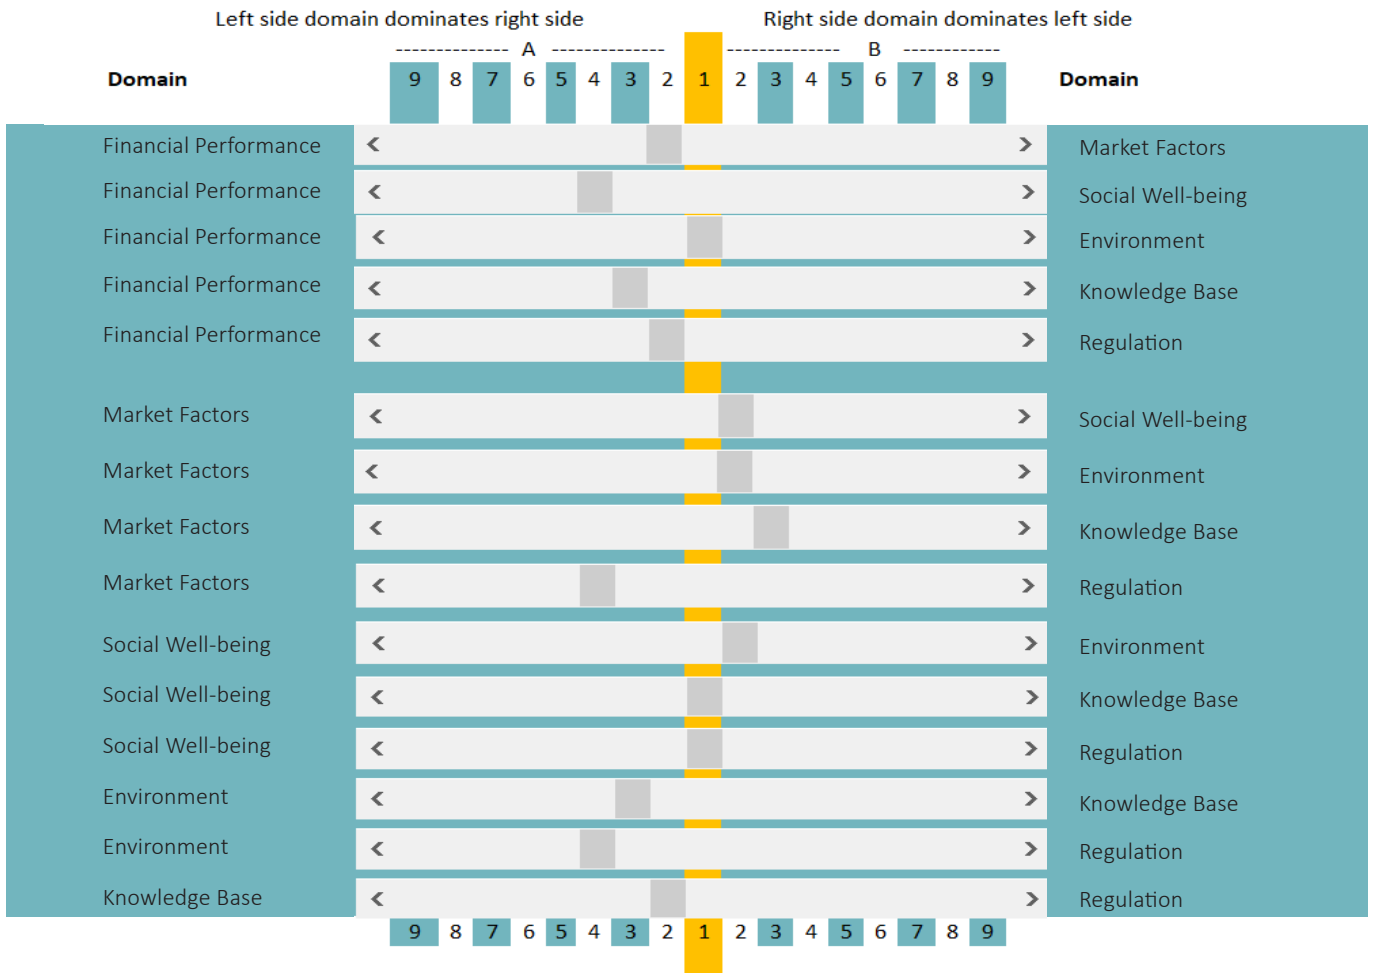 Left side domain dominates right side Right side domain dominates left side
-------------- A -------------- -------------- B ------------
Domain 9 8 7 6 5 4 3 2 1 2 3 4 5 6 7 8 9 Domain
Financial Performance < > Market Factors
Financial Performance < > Social Well-being
Financial Performance < > Environment
Financial Performance < > Knowledge Base
Financial Performance < > Regulation
Market Factors < > Social Well-being
Market Factors < > Environment
Market Factors < > Knowledge Base
Market Factors < > Regulation
Social Well-being < > Environment
Social Well-being < > Knowledge Base
Social Well-being < > Regulation
Environment < > Knowledge Base
Environment < > Regulation
Knowledge Base < > Regulation
9 8 7 6 5 4 3 2 1 2 3 4 5 6 7 8 9